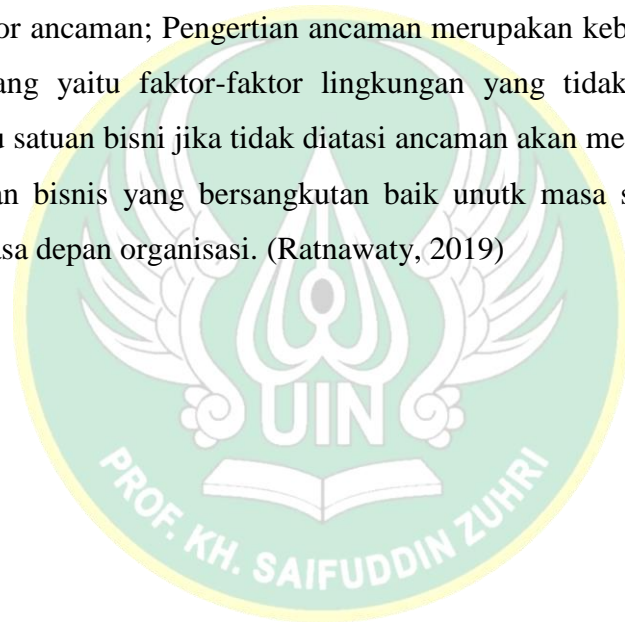 or ancaman; Pengertian ancaman merupakan keb
ang yaitu faktor-faktor lingkungan yang tidak
u satuan bisni jika tidak diatasi ancaman akan me
an bisnis yang bersangkutan baik unutk masa s
asa depan organisasi. (Ratnawaty, 2019)
UIN
PROF. KH. SAIFUDDIN ZUHRI